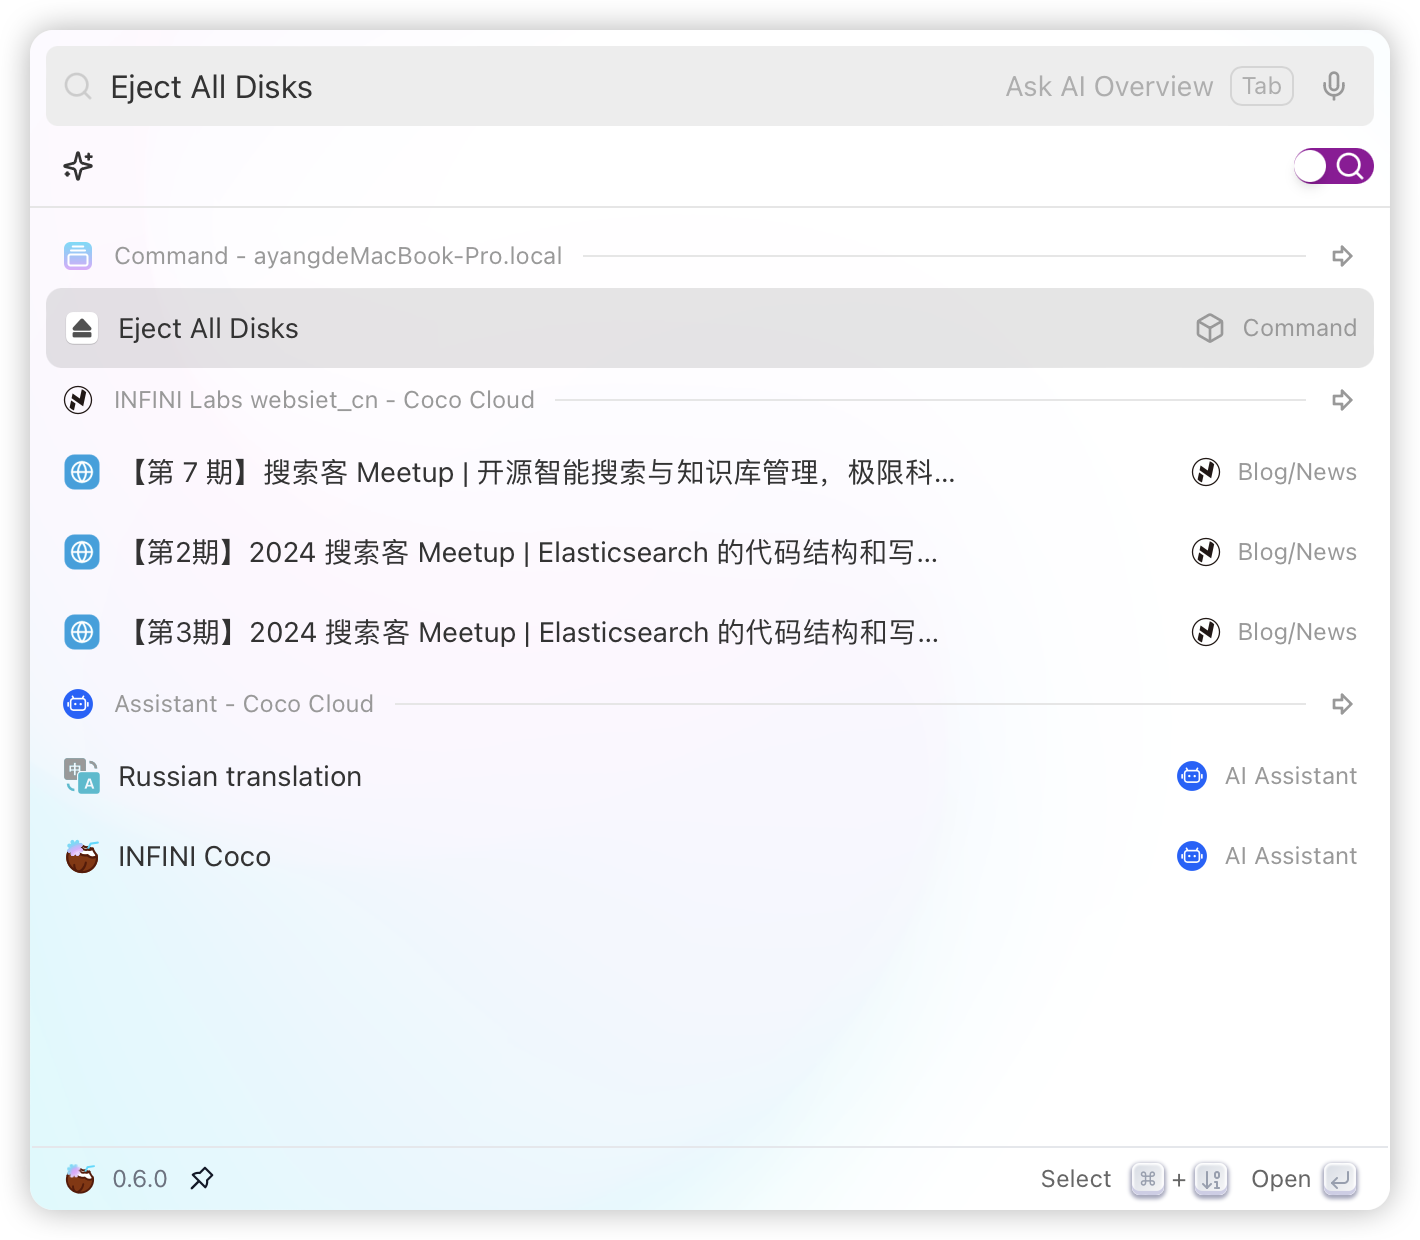 Eject All Disks Ask AI Overview Tab
Command - ayangdeMacBook-Pro.local
Eject All Disks Command
INFINI Labs websiet_cn - Coco Cloud
【第 7 期】搜索客 Meetup | 开源智能搜索与知识库管理，极限科... Blog/News
【第2期】2024 搜索客 Meetup | Elasticsearch 的代码结构和写... Blog/News
【第3期】2024 搜索客 Meetup | Elasticsearch 的代码结构和写... Blog/News
Assistant - Coco Cloud
中 A Russian translation AI Assistant
INFINI Coco AI Assistant
0.6.0 Select ⌘ + ↓01 Open